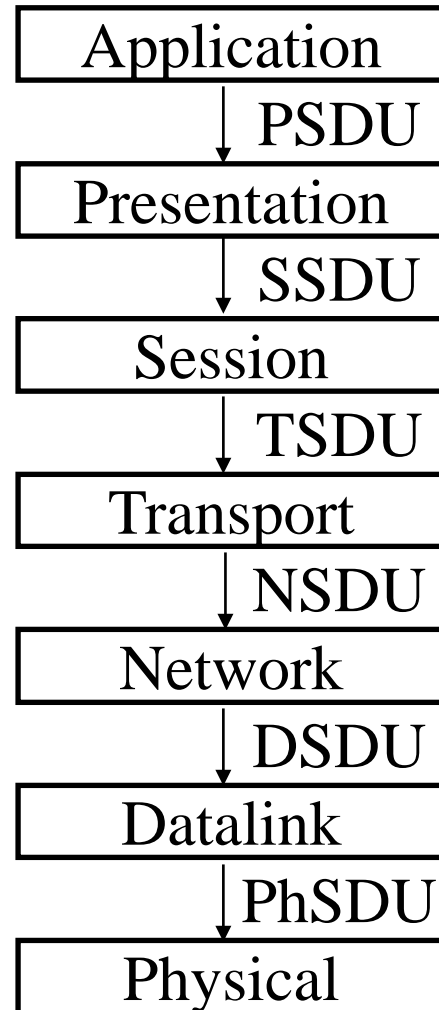 Application
PSDU
Presentation
SSDU
Session
TSDU
Transport
NSDU
Network
DSDU
Datalink
PhSDU
Physical